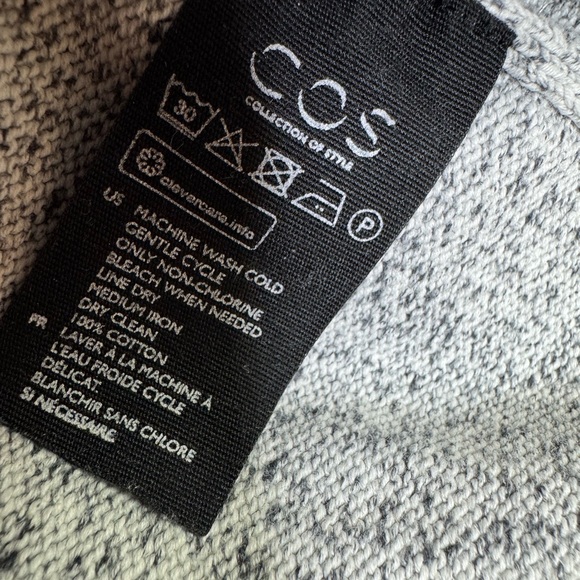 COS
COLLECTION OF STYLE
30 P
clevercare.info
US MACHINE WASH COLD
GENTLE CYCLE
ONLY NON-CHLORINE
BLEACH WHEN NEEDED
LINE DRY
MEDIUM IRON
DRY CLEAN
100% COTTON
FR LAVER À LA MACHINE À
L'EAU FROIDE CYCLE
DÉLICAT.
BLANCHIR SANS CHLORE
SI NÉCESSAIRE